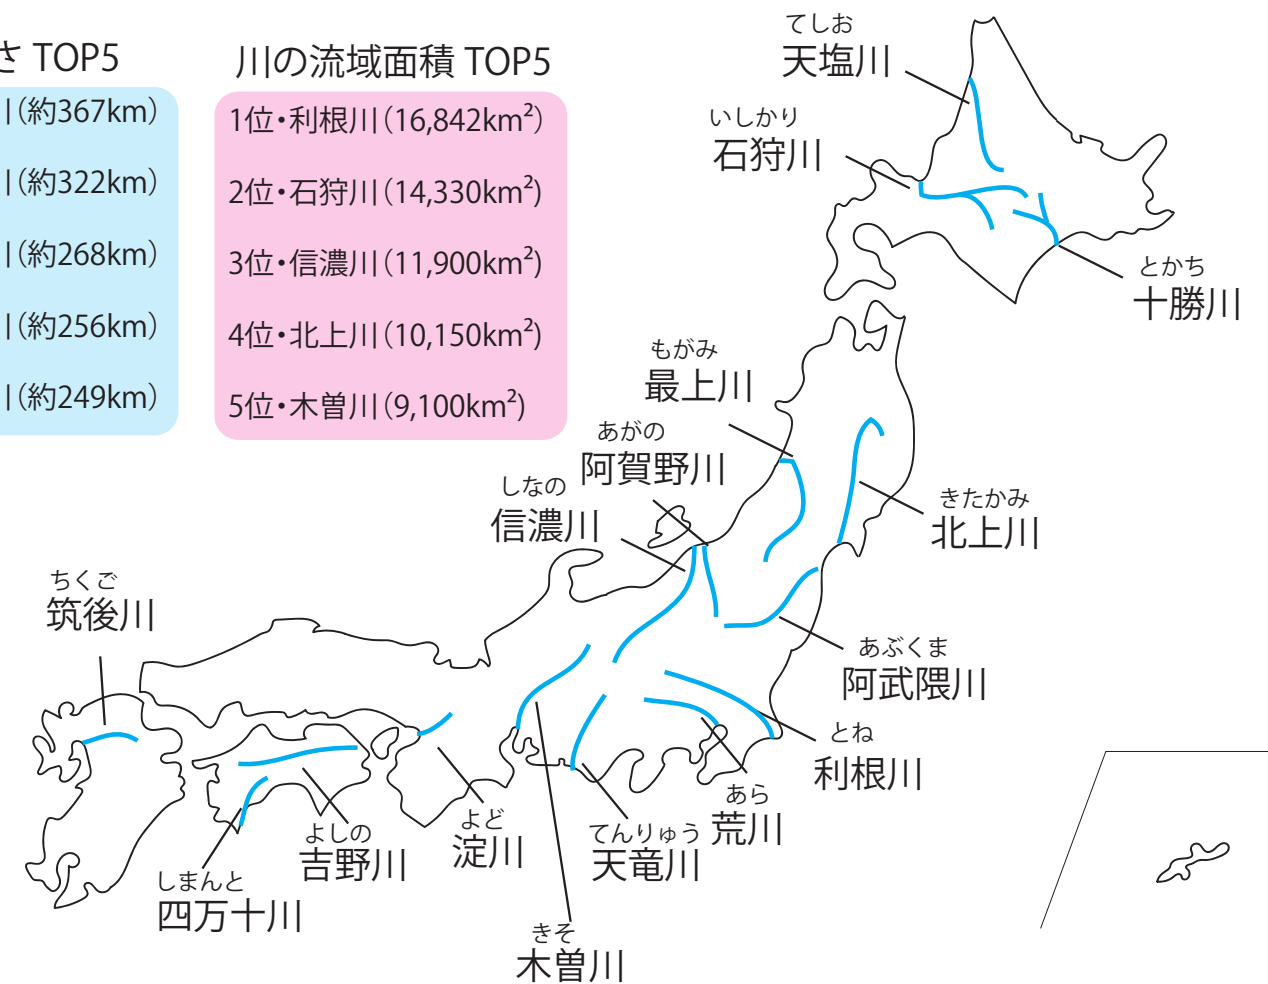 さ TOP5
川（約367km）
川（約322km）
川（約268km）
川（約256km）
川（約249km）
川の流域面積 TOP5
1位・利根川（16,842km²）
2位・石狩川（14,330km²)
3位・信濃川（11,900km²)
4位・北上川（10,150km²)
5位・木曽川（9,100km²)
てしお
天塩川
いしかり
石狩川
とかち
十勝川
もがみ
最上川
あがの
阿賀野川
しなの
信濃川
きたかみ
北上川
ちくご
筑後川
あぶくま
阿武隈川
とね
利根川
あら
荒川
てんりゅう
天竜川
よど
淀川
よしの
吉野川
しまんと
四万十川
きそ
木曽川